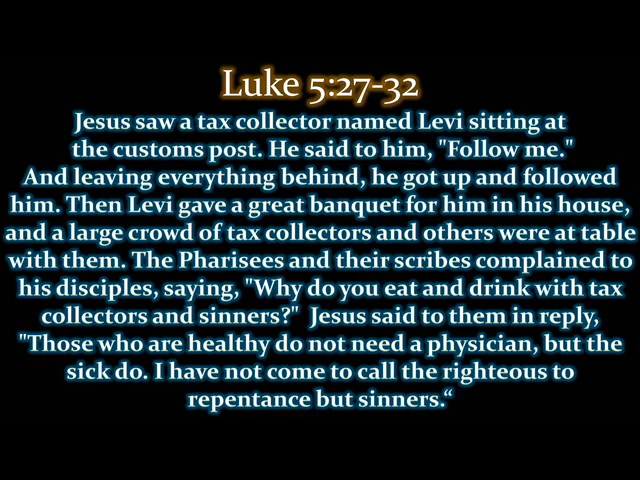 Luke 5:27-32
Jesus saw a tax collector named Levi sitting at
the customs post. He said to him, "Follow me."
And leaving everything behind, he got up and followed
him. Then Levi gave a great banquet for him in his house,
and a large crowd of tax collectors and others were at table
with them. The Pharisees and their scribes complained to
his disciples, saying, "Why do you eat and drink with tax
collectors and sinners?"  Jesus said to them in reply,
"Those who are healthy do not need a physician, but the
sick do. I have not come to call the righteous to
repentance but sinners.“